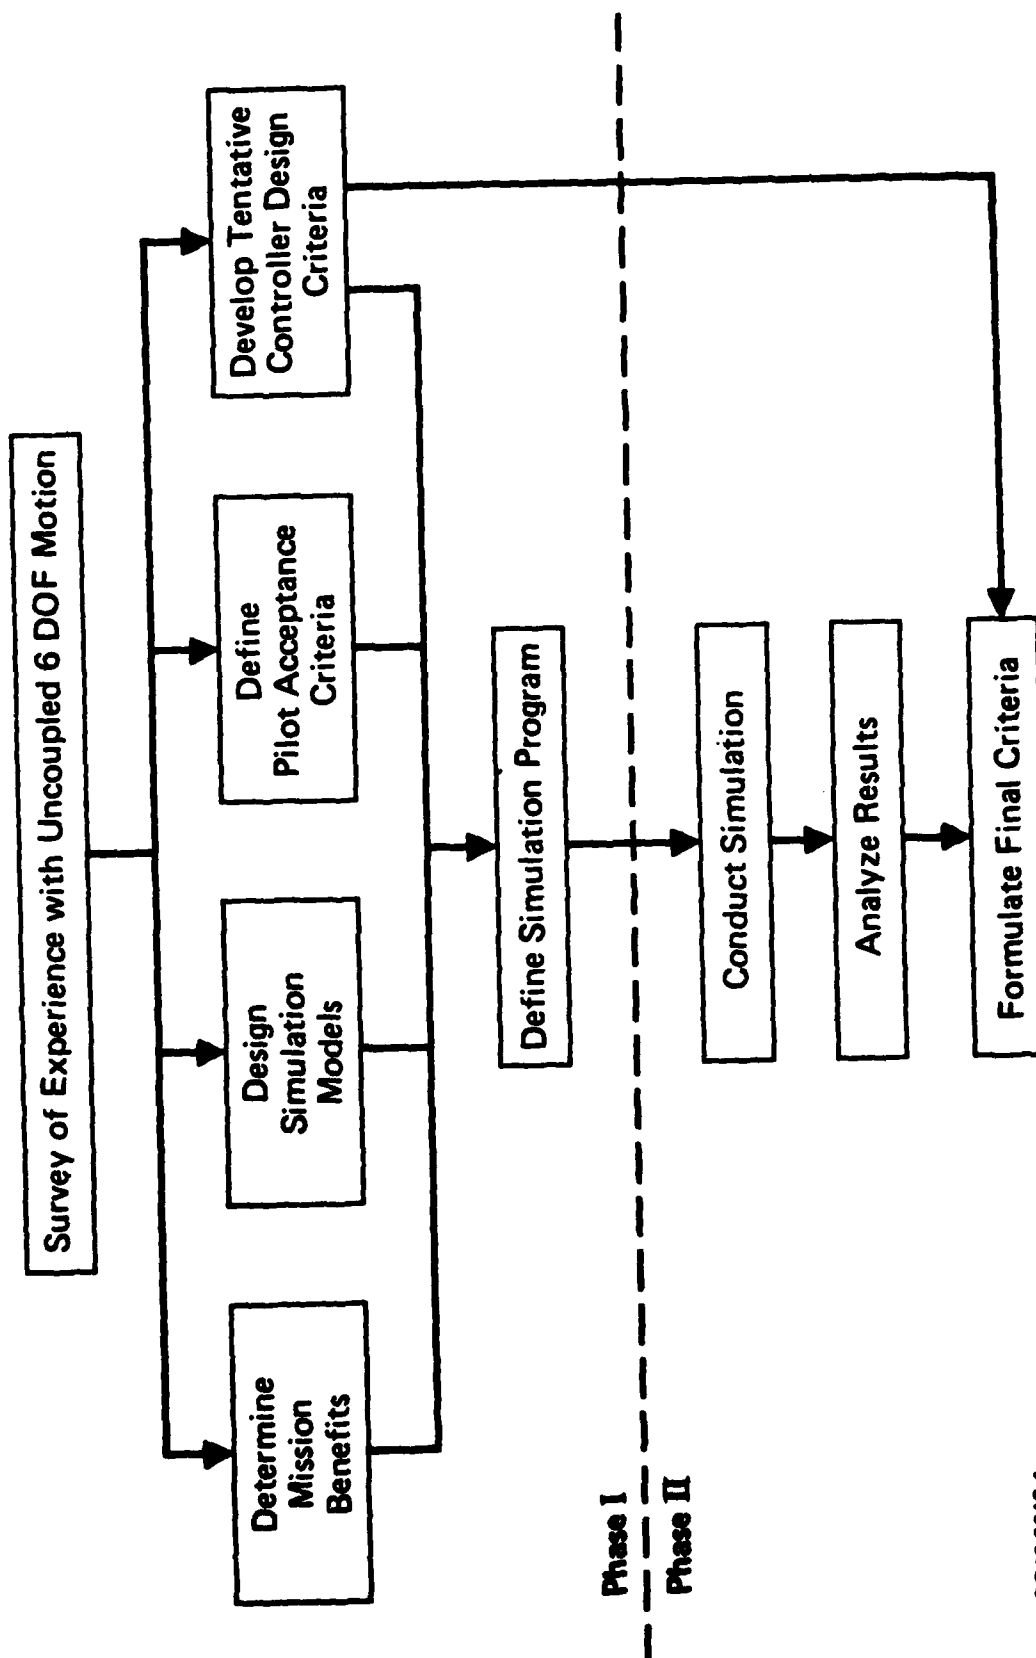 Survey of Experience with Uncoupled 6 DOF Motion
Determine
Mission
Benefits
Design
Simulation
Models
Define
Pilot Acceptance
Criteria
Develop Tentative
Controller Design
Criteria
Define Simulation Program
Phase I
Phase II
Conduct Simulation
Analyze Results
Formulate Final Criteria